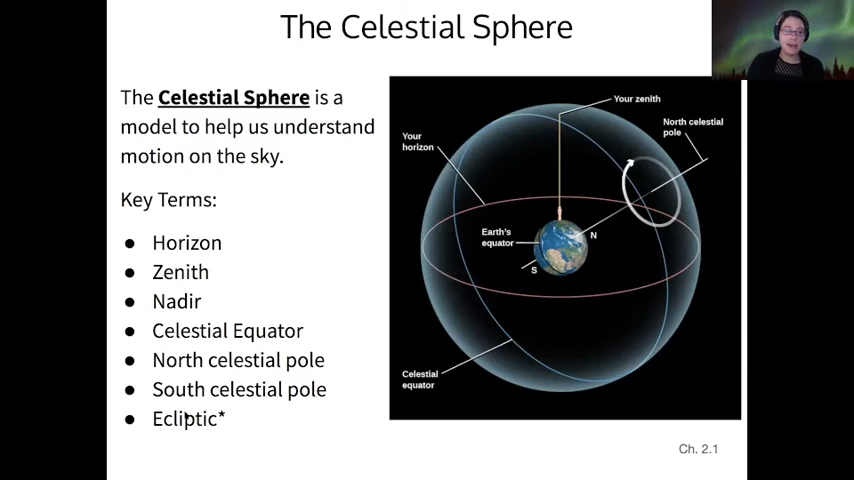 The Celestial Sphere
The Celestial Sphere is a
model to help us understand
motion on the sky.
Key Terms:
● Horizon
● Zenith
● Nadir
● Celestial Equator
● North celestial pole
● South celestial pole
● Ecliptic*
Your zenith
North celestial
pole
Your
horizon
Earth's
equator
N
S
Celestial
equator
Ch. 2.1